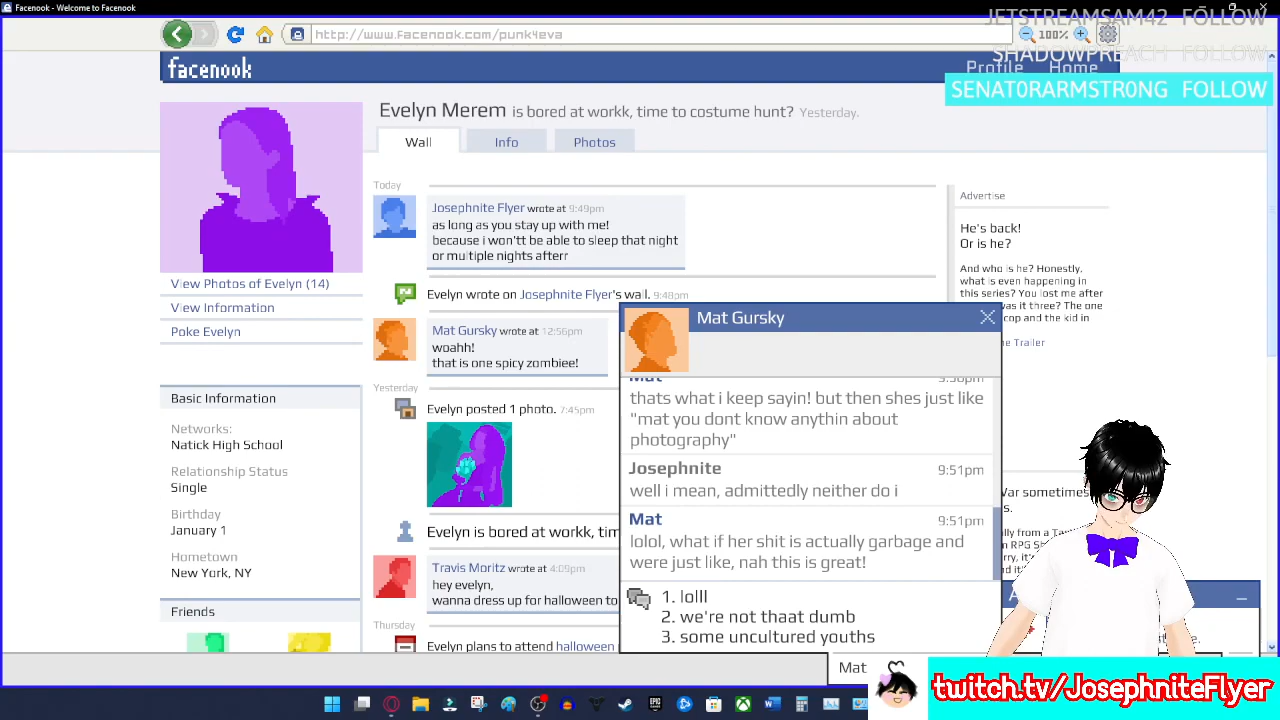 Facenook - Welcome to Facenook
JETSTREAMSAM42 FOLLOW
http://www.facenook.com/punk4eva
100%
SHADOWPREACH FOLLOW
facenook
Profile Home
SENAT0RARMSTR0NG FOLLOW
Evelyn Merem is bored at workk, time to costume hunt? Yesterday.
Wall Info Photos
Today
Josephnite Flyer wrote at 9:49pm
as long as you stay up with me!
because i won'tt be able to sleep that night
or multiple nights afterr
Evelyn wrote on Josephnite Flyer's wall. 9:48pm
Mat Gursky wrote at 12:56pm
woahh!
that is one spicy zombiee!
Yesterday
Evelyn posted 1 photo. 7:45pm
Evelyn is bored at workk, tim
Travis Moritz wrote at 4:09pm
hey evelyn,
wanna dress up for halloween to
Thursday
Evelyn plans to attend halloween
View Photos of Evelyn (14)
View Information
Poke Evelyn
Basic Information
Networks:
Natick High School
Relationship Status
Single
Birthday
January 1
Hometown
New York, NY
Friends
Advertise
He's back!
Or is he?
And who is he? Honestly,
what is even happening in
this series? You lost me after
was it three? The one
cop and the kid in
Trailer
Mat Gursky
Mat
thats what i keep sayin! but then shes just like
"mat you dont know anythin about
photography"
Josephnite 9:51pm
well i mean, admittedly neither do i
Mat 9:51pm
lolol, what if her shit is actually garbage and
were just like, nah this is great!
1. lolll
2. we're not thaat dumb
3. some uncultured youths
War sometimes
from a
RPG
Mat
twitch.tv/JosephniteFlyer